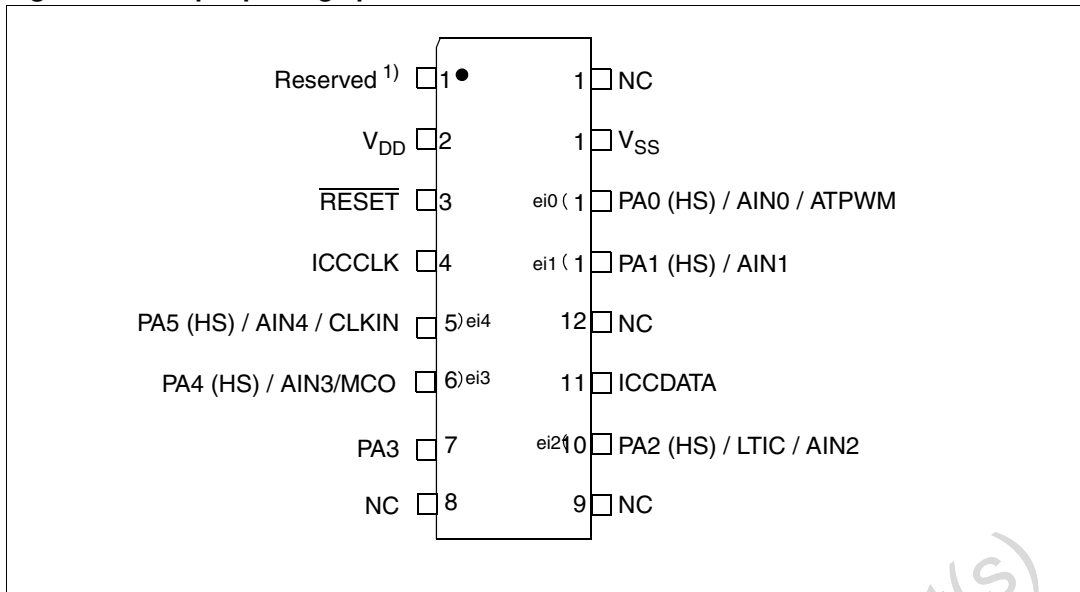 Reserved 1) 1 1 NC
VDD 2 1 VSS
RESET 3 ei0 ( 1 PA0 (HS) / AIN0 / ATPWM
ICCCLK 4 ei1 ( 1 PA1 (HS) / AIN1
PA5 (HS) / AIN4 / CLKIN 5 ) ei4 12 NC
PA4 (HS) / AIN3/MCO 6 ) ei3 11 ICCDATA
PA3 7 ei2( 10 PA2 (HS) / LTIC / AIN2
NC 8 9 NC
t(s)